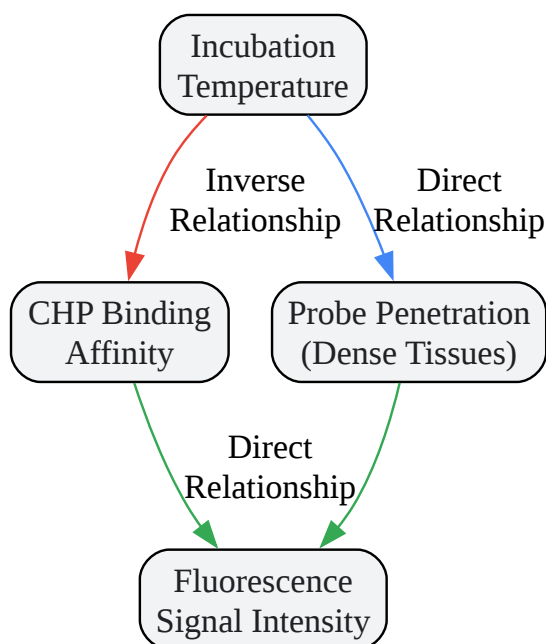 Incubation
Temperature
Inverse
Relationship
Direct
Relationship
CHP Binding
Affinity
Probe Penetration
(Dense Tissues)
Direct
Relationship
Fluorescence
Signal Intensity